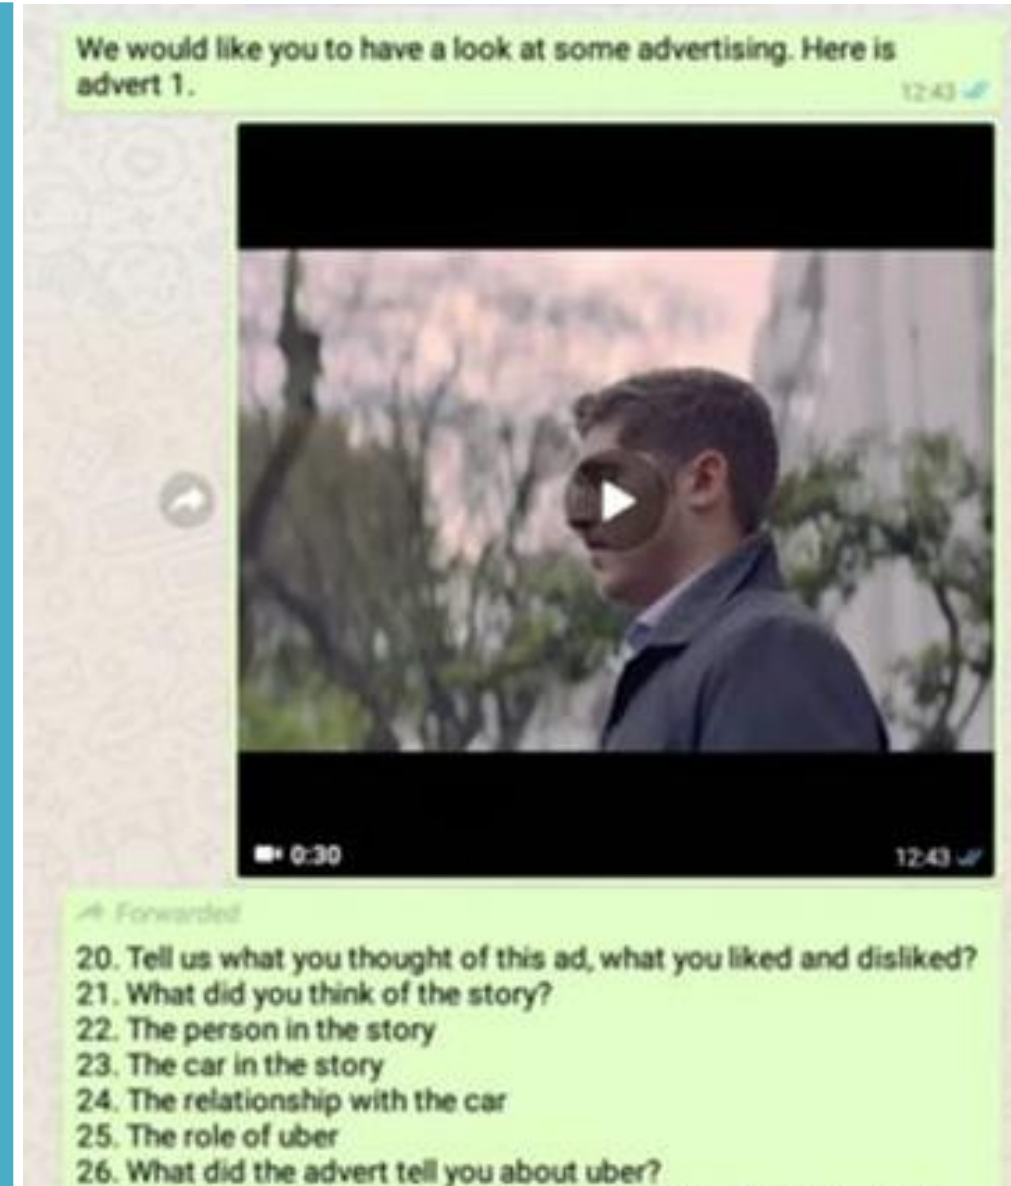 We would like you to have a look at some advertising. Here is
advert 1.
12:43
0:30
12:43
Forwarded
20. Tell us what you thought of this ad, what you liked and disliked?
21. What did you think of the story?
22. The person in the story
23. The car in the story
24. The relationship with the car
25. The role of uber
26. What did the advert tell you about uber?